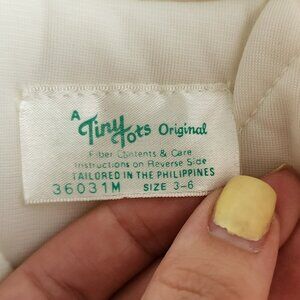 A
Tiny Tots Original
Fiber Contents & Care
Instructions on Reverse Side
TAILORED IN THE PHILIPPINES
36031M SIZE 3-6